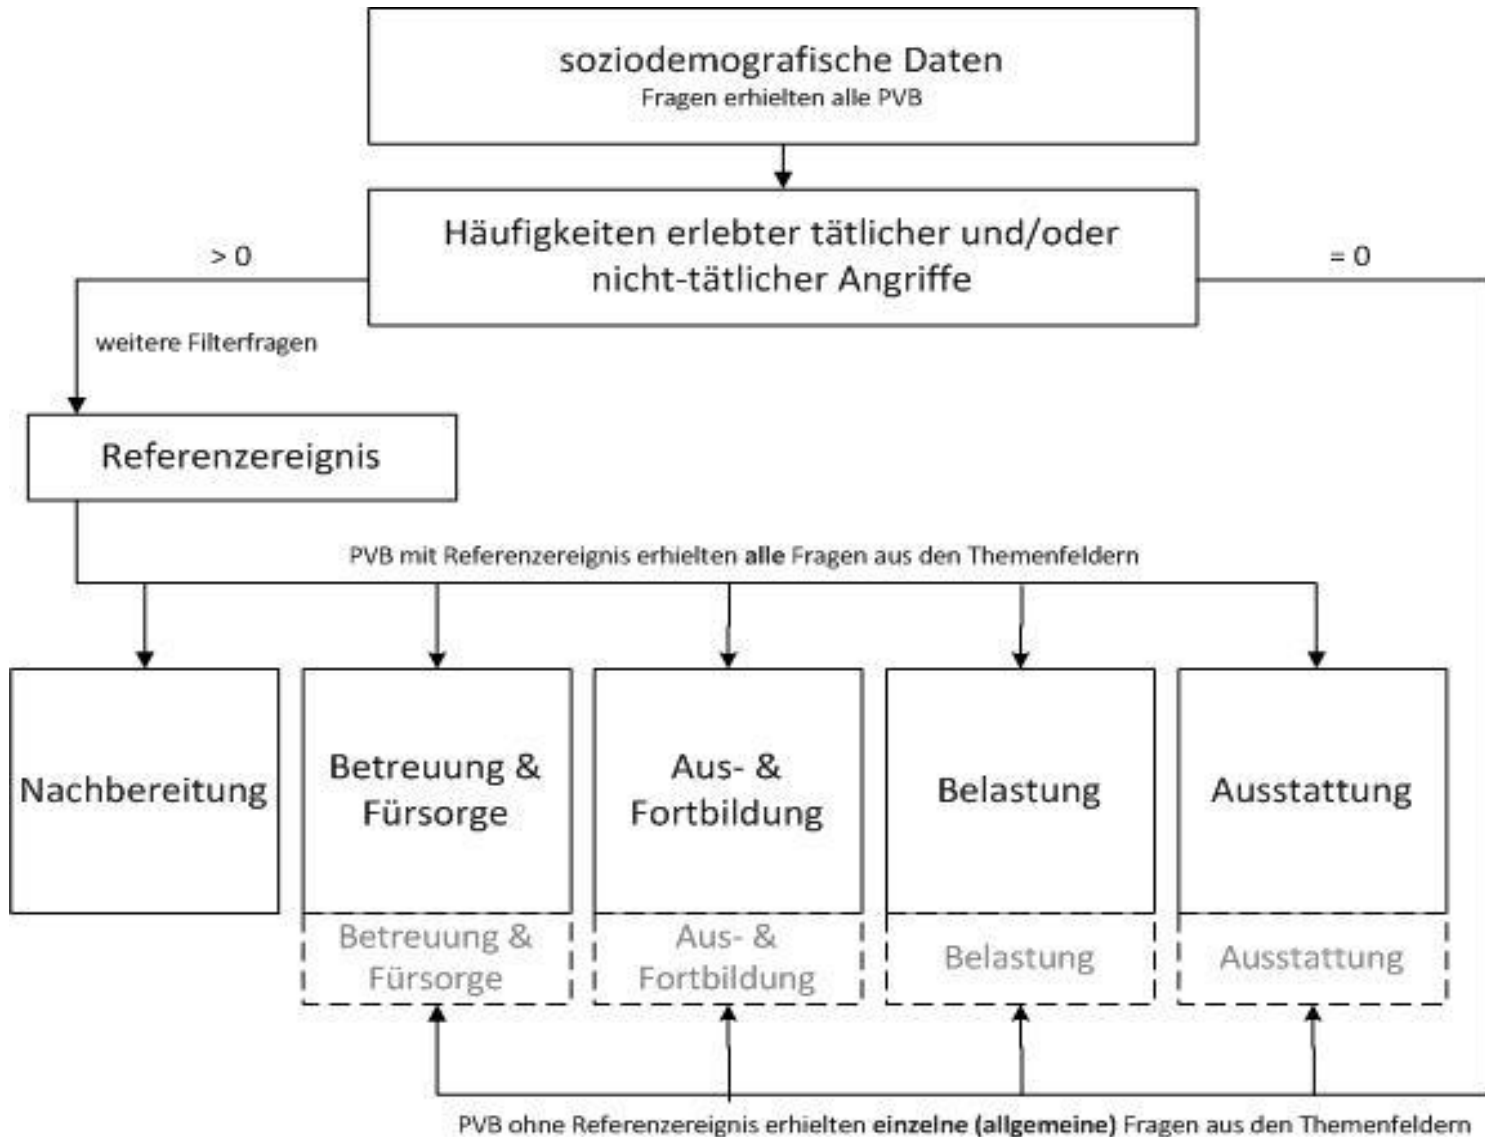 soziodemografische Daten
Fragen erhielten alle PVB
Häufigkeiten erlebter tätlicher und/oder
nicht-tätlicher Angriffe
> 0
= 0
weitere Filterfragen
Referenzereignis
PVB mit Referenzereignis erhielten alle Fragen aus den Themenfeldern
Nachbereitung
Betreuung &
Fürsorge
Aus- &
Fortbildung
Belastung
Ausstattung
Betreuung &
Fürsorge
Aus- &
Fortbildung
Belastung
Ausstattung
PVB ohne Referenzereignis erhielten einzelne (allgemeine) Fragen aus den Themenfeldern